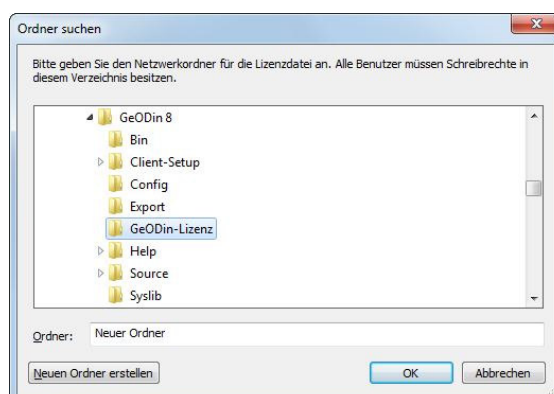 Ordner suchen
Bitte geben Sie den Netzwerkordner für die Lizenzdatei an. Alle Benutzer müssen Schreibrechte in
diesem Verzeichnis besitzen.
GeODin 8
Bin
Client-Setup
Config
Export
GeODin-Lizenz
Help
Source
Syslib
Ordner: Neuer Ordner
Neuen Ordner erstellen OK Abbrechen